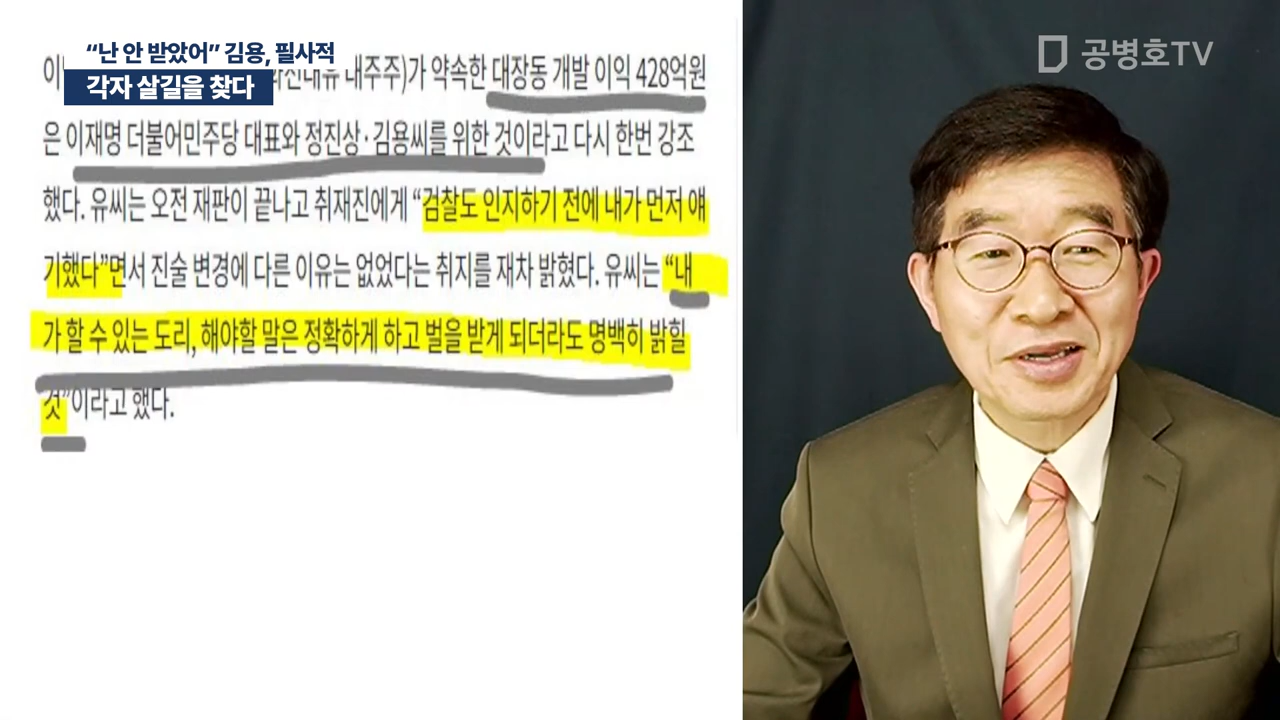 “난 안 받았어” 김용, 필사적
각자 살길을 찾다
공병호TV
대주주)가 약속한 대장동 개발 이익 428억원
은 이재명 더불어민주당 대표와 정진상·김용씨를 위한 것이라고 다시 한번 강조
했다. 유씨는 오전 재판이 끝나고 취재진에게 “검찰도 인지하기 전에 내가 먼저 얘
기했다”면서 진술 변경에 다른 이유는 없었다는 취지를 재차 밝혔다. 유씨는 “내
가 할 수 있는 도리, 해야할 말은 정확하게 하고 벌을 받게 되더라도 명백히 밝힐
것”이라고 했다.